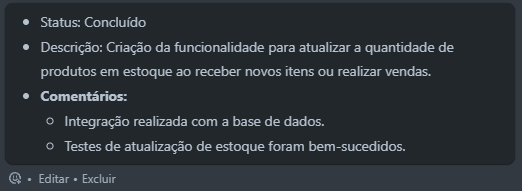 • Status: Concluído
• Descrição: Criação da funcionalidade para atualizar a quantidade de
produtos em estoque ao receber novos itens ou realizar vendas.
• Comentários:
○ Integração realizada com a base de dados.
○ Testes de atualização de estoque foram bem-sucedidos.
• Editar • Excluir